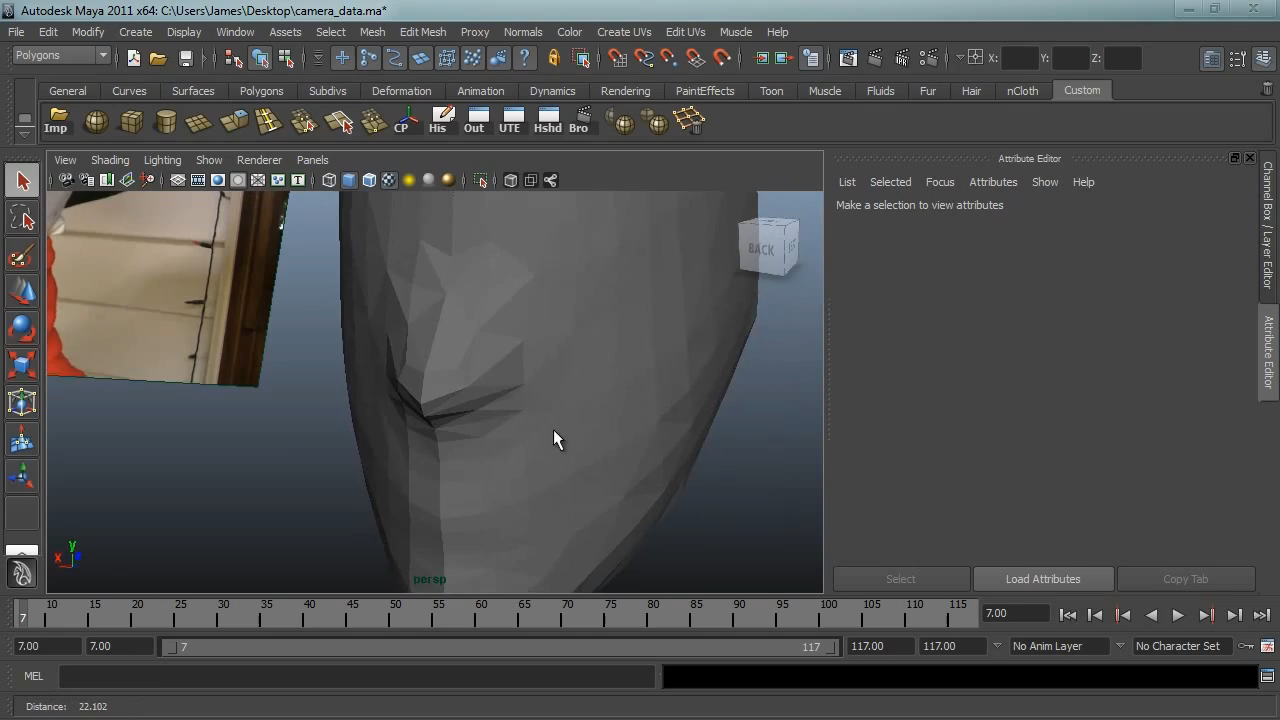 Autodesk Maya 2011 x64: C:\Users\James\Desktop\camera_data.ma*
File Edit Modify Create Display Window Assets Select Mesh Edit Mesh Proxy Normals Color Create UVs Edit UVs Muscle Help
Polygons X: Y: Z:
General Curves Surfaces Polygons Subdivs Deformation Animation Dynamics Rendering PaintEffects Toon Muscle Fluids Fur Hair nCloth Custom
Imp CP His Out UTE Hshd Bro
View Shading Lighting Show Renderer Panels
Attribute Editor
List Selected Focus Attributes Show Help
Make a selection to view attributes
Channel Box / Layer Editor
Attribute Editor
BACK
y
x
persp
Select Load Attributes Copy Tab
7 10 15 20 25 30 35 40 45 50 55 60 65 70 75 80 85 90 95 100 105 110 115 7.00
7.00 7.00 7 117 117.00 117.00 No Anim Layer No Character Set
MEL
Distance: 22.102